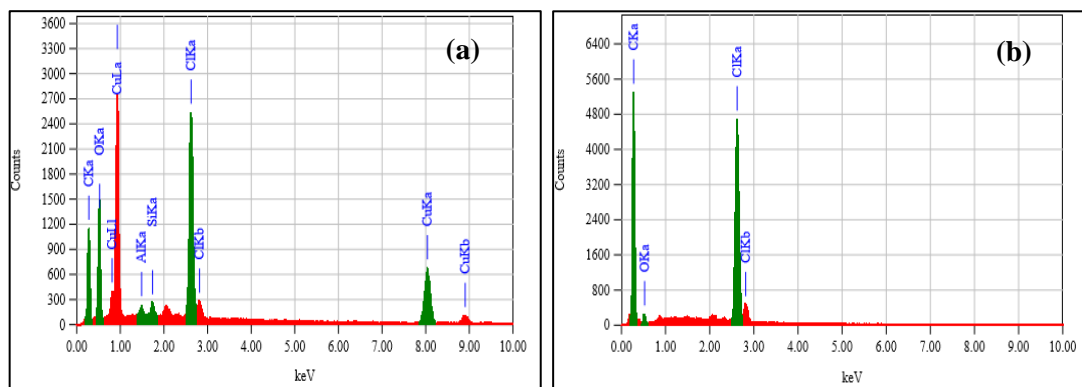 (a)
3600
3300
3000
2700
2400
2100
1800
1500
1200
900
600
300
0
Counts
CKa
OKa
CuLl
CuLa
AlKa
SiKa
ClKa
ClKb
CuKa
CuKb
0.00 1.00 2.00 3.00 4.00 5.00 6.00 7.00 8.00 9.00 10.00
keV
(b)
6400
5600
4800
4000
3200
2400
1600
800
0
Counts
CKa
OKa
ClKa
ClKb
0.00 1.00 2.00 3.00 4.00 5.00 6.00 7.00 8.00 9.00 10.00
keV